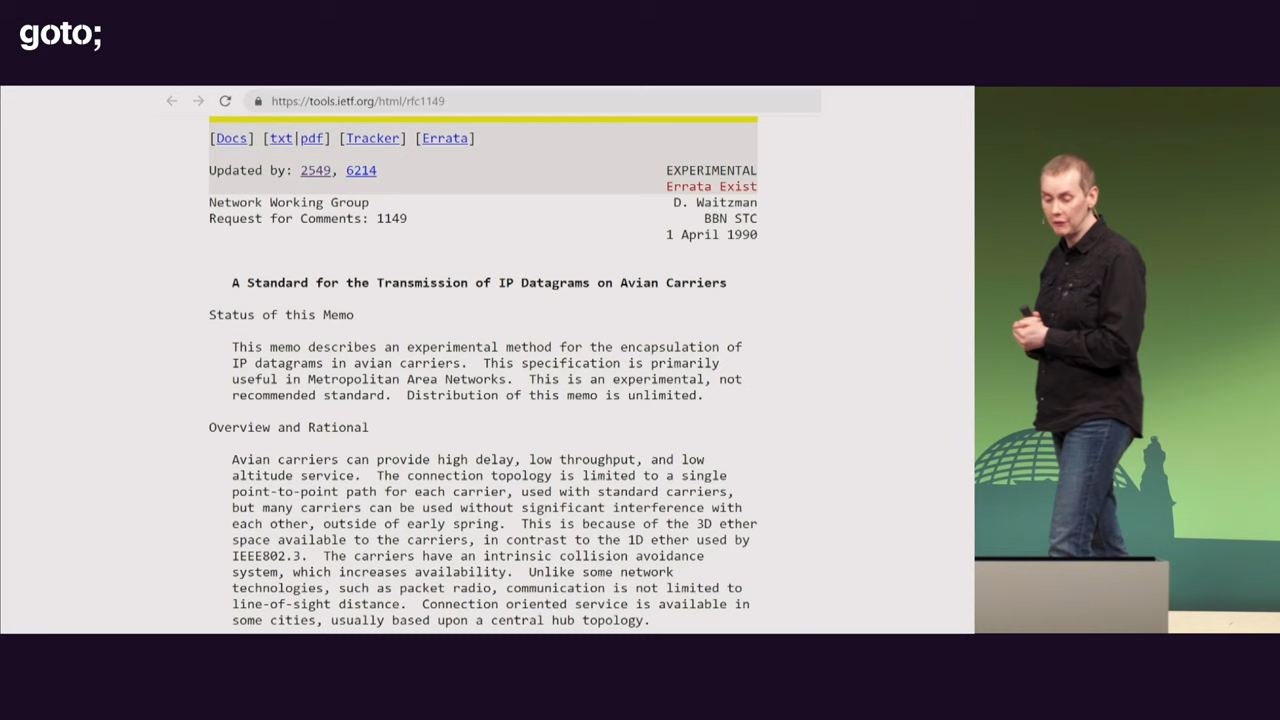 goto;
https://tools.ietf.org/html/rfc1149
[Docs] [txt|pdf] [Tracker] [Errata]
Updated by: 2549, 6214 EXPERIMENTAL
Errata Exist
Network Working Group D. Waitzman
Request for Comments: 1149 BBN STC
1 April 1990
A Standard for the Transmission of IP Datagrams on Avian Carriers
Status of this Memo
This memo describes an experimental method for the encapsulation of
IP datagrams in avian carriers. This specification is primarily
useful in Metropolitan Area Networks. This is an experimental, not
recommended standard. Distribution of this memo is unlimited.
Overview and Rational
Avian carriers can provide high delay, low throughput, and low
altitude service. The connection topology is limited to a single
point-to-point path for each carrier, used with standard carriers,
but many carriers can be used without significant interference with
each other, outside of early spring. This is because of the 3D ether
space available to the carriers, in contrast to the 1D ether used by
IEEE802.3. The carriers have an intrinsic collision avoidance
system, which increases availability. Unlike some network
technologies, such as packet radio, communication is not limited to
line-of-sight distance. Connection oriented service is available in
some cities, usually based upon a central hub topology.